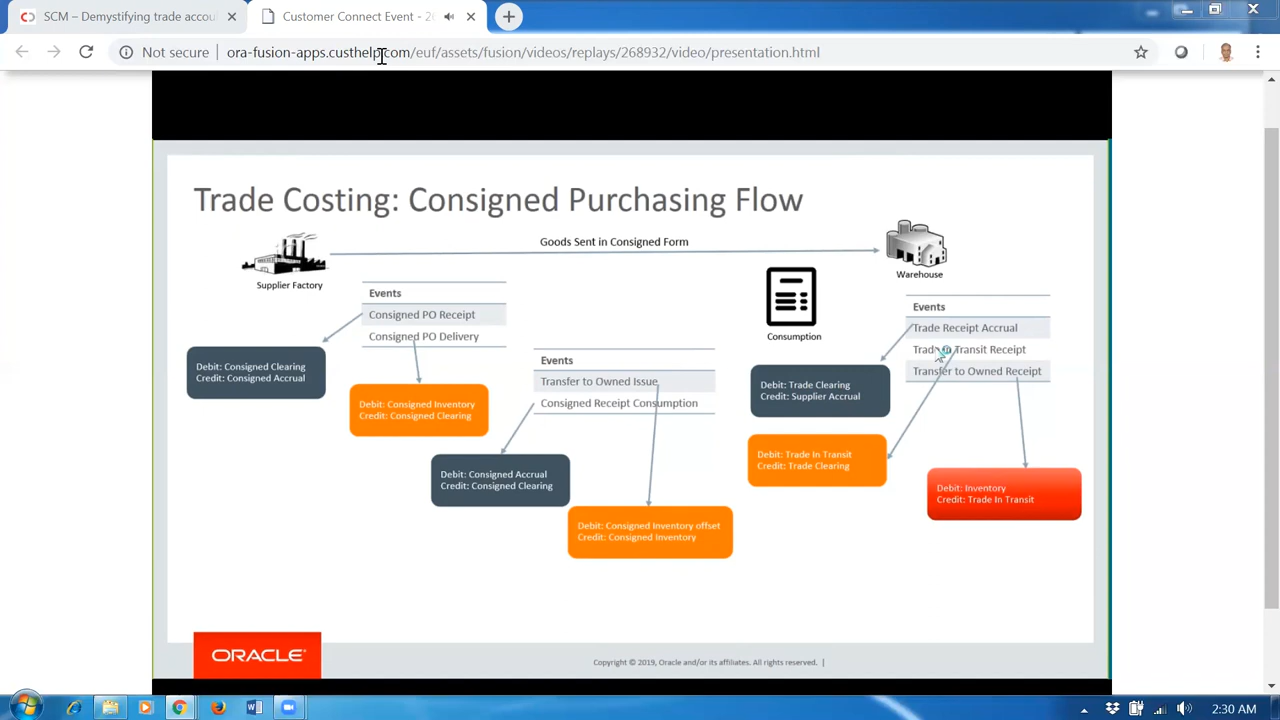 SCM – Demystifying trade accou
Customer Connect Event - 26
Not secure
ora-fusion-apps.custhelp.com/euf/assets/fusion/videos/replays/268932/video/presentation.html
Trade Costing: Consigned Purchasing Flow
Goods Sent in Consigned Form
Supplier Factory
Warehouse
Events
Consigned PO Receipt
Consigned PO Delivery
Debit: Consigned Clearing
Credit: Consigned Accrual
Debit: Consigned Inventory
Credit: Consigned Clearing
Events
Transfer to Owned Issue
Consigned Receipt Consumption
Debit: Consigned Accrual
Credit: Consigned Clearing
Debit: Consigned Inventory offset
Credit: Consigned Inventory
Consumption
Events
Trade Receipt Accrual
Trade In Transit Receipt
Transfer to Owned Receipt
Debit: Trade Clearing
Credit: Supplier Accrual
Debit: Trade In Transit
Credit: Trade Clearing
Debit: Inventory
Credit: Trade In Transit
ORACLE
Copyright © 2019, Oracle and/or its affiliates. All rights reserved. |
2:30 AM